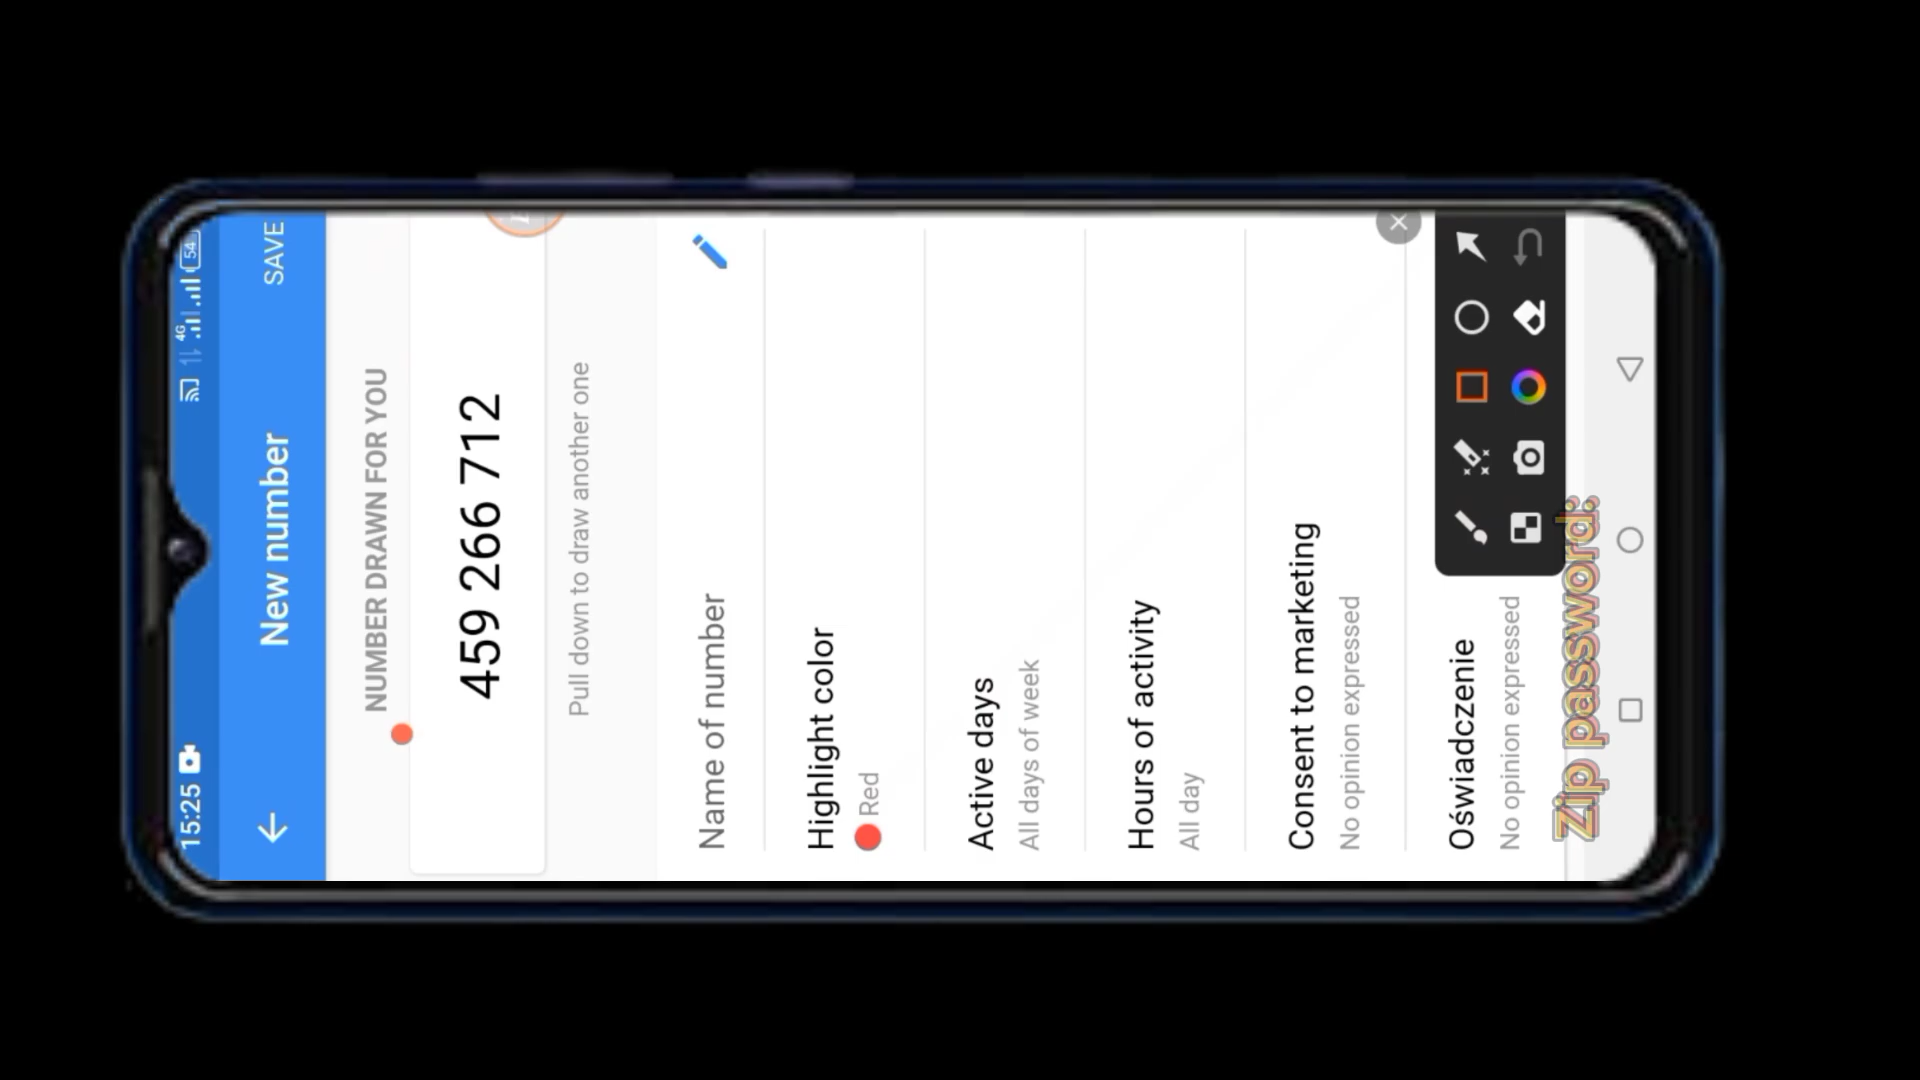 15:25
4G
54
New number
SAVE
NUMBER DRAWN FOR YOU
459 266 712
Pull down to draw another one
Name of number
Highlight color
Red
Active days
All days of week
Hours of activity
All day
Consent to marketing
No opinion expressed
Oświadczenie
No opinion expressed
Zip password: